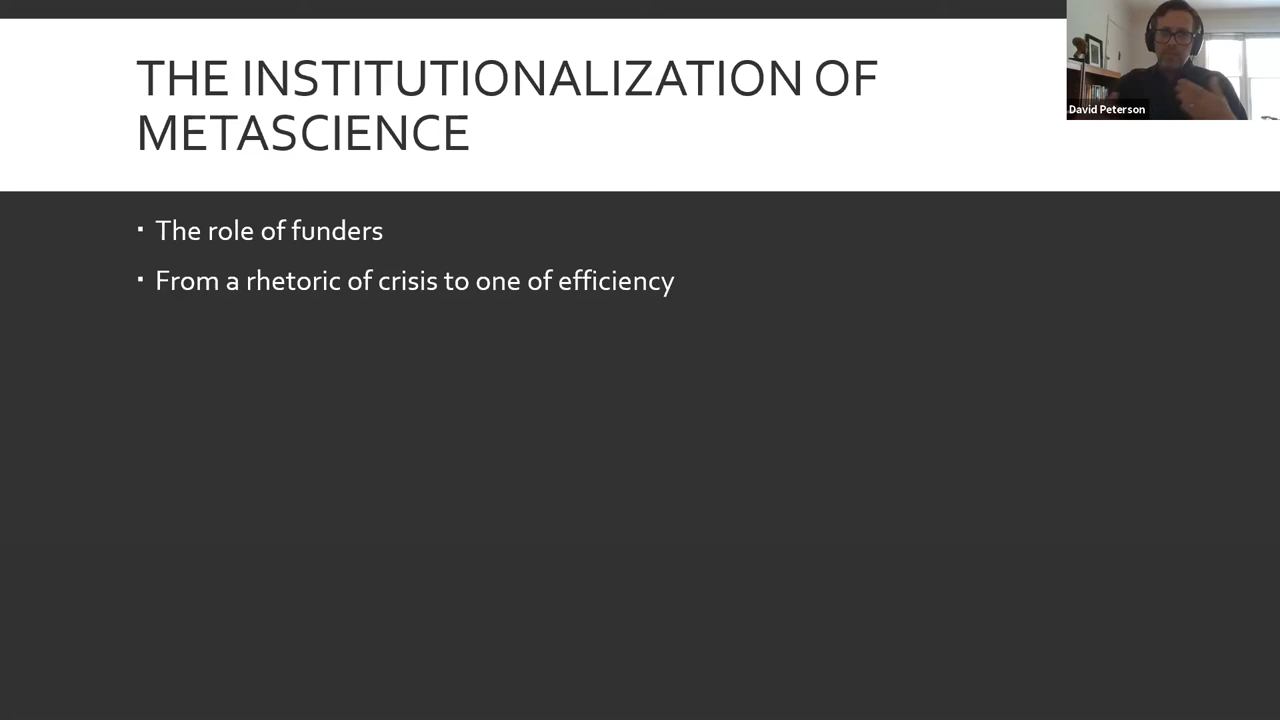 THE INSTITUTIONALIZATION OF
METASCIENCE
David Peterson
▪ The role of funders
▪ From a rhetoric of crisis to one of efficiency